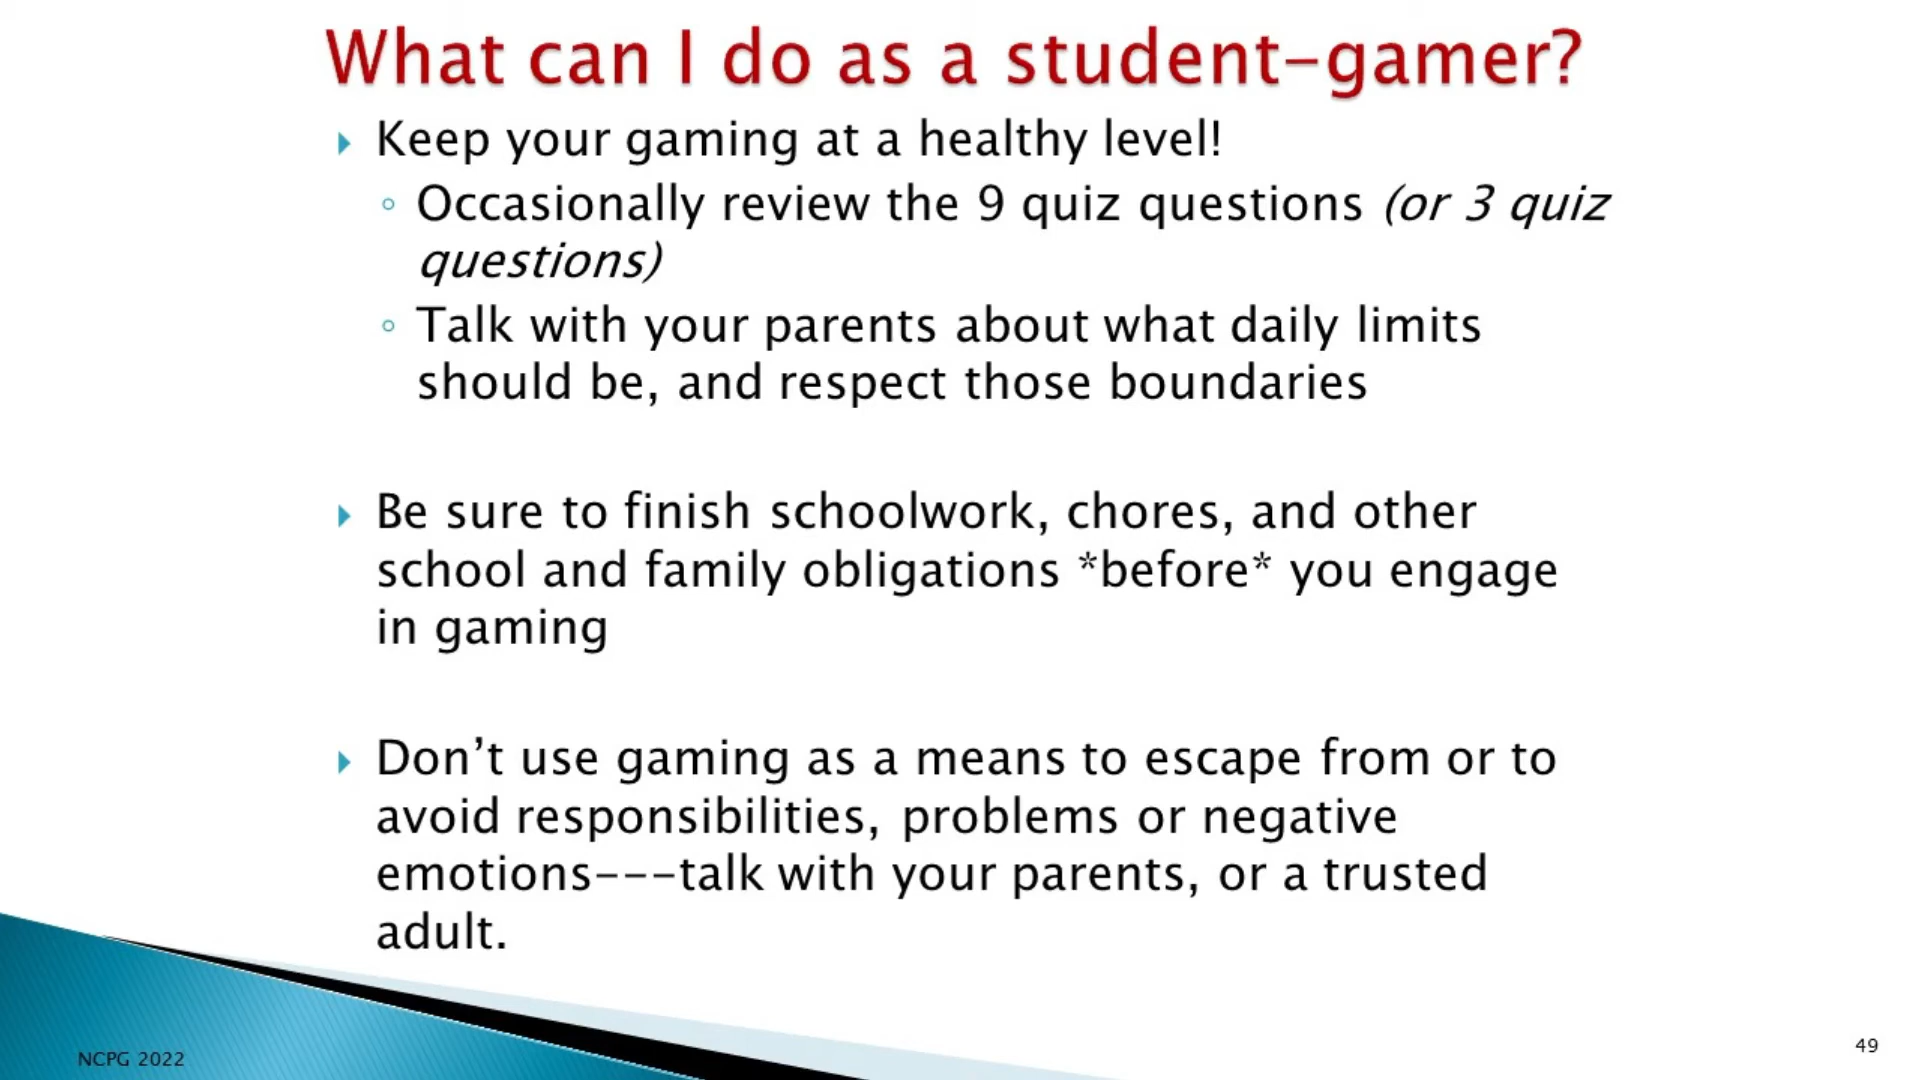 What can I do as a student-gamer?
Keep your gaming at a healthy level!
Occasionally review the 9 quiz questions (or 3 quiz
questions)
Talk with your parents about what daily limits
should be, and respect those boundaries
Be sure to finish schoolwork, chores, and other
school and family obligations *before* you engage
in gaming
Don’t use gaming as a means to escape from or to
avoid responsibilities, problems or negative
emotions---talk with your parents, or a trusted
adult.
NCPG 2022
49